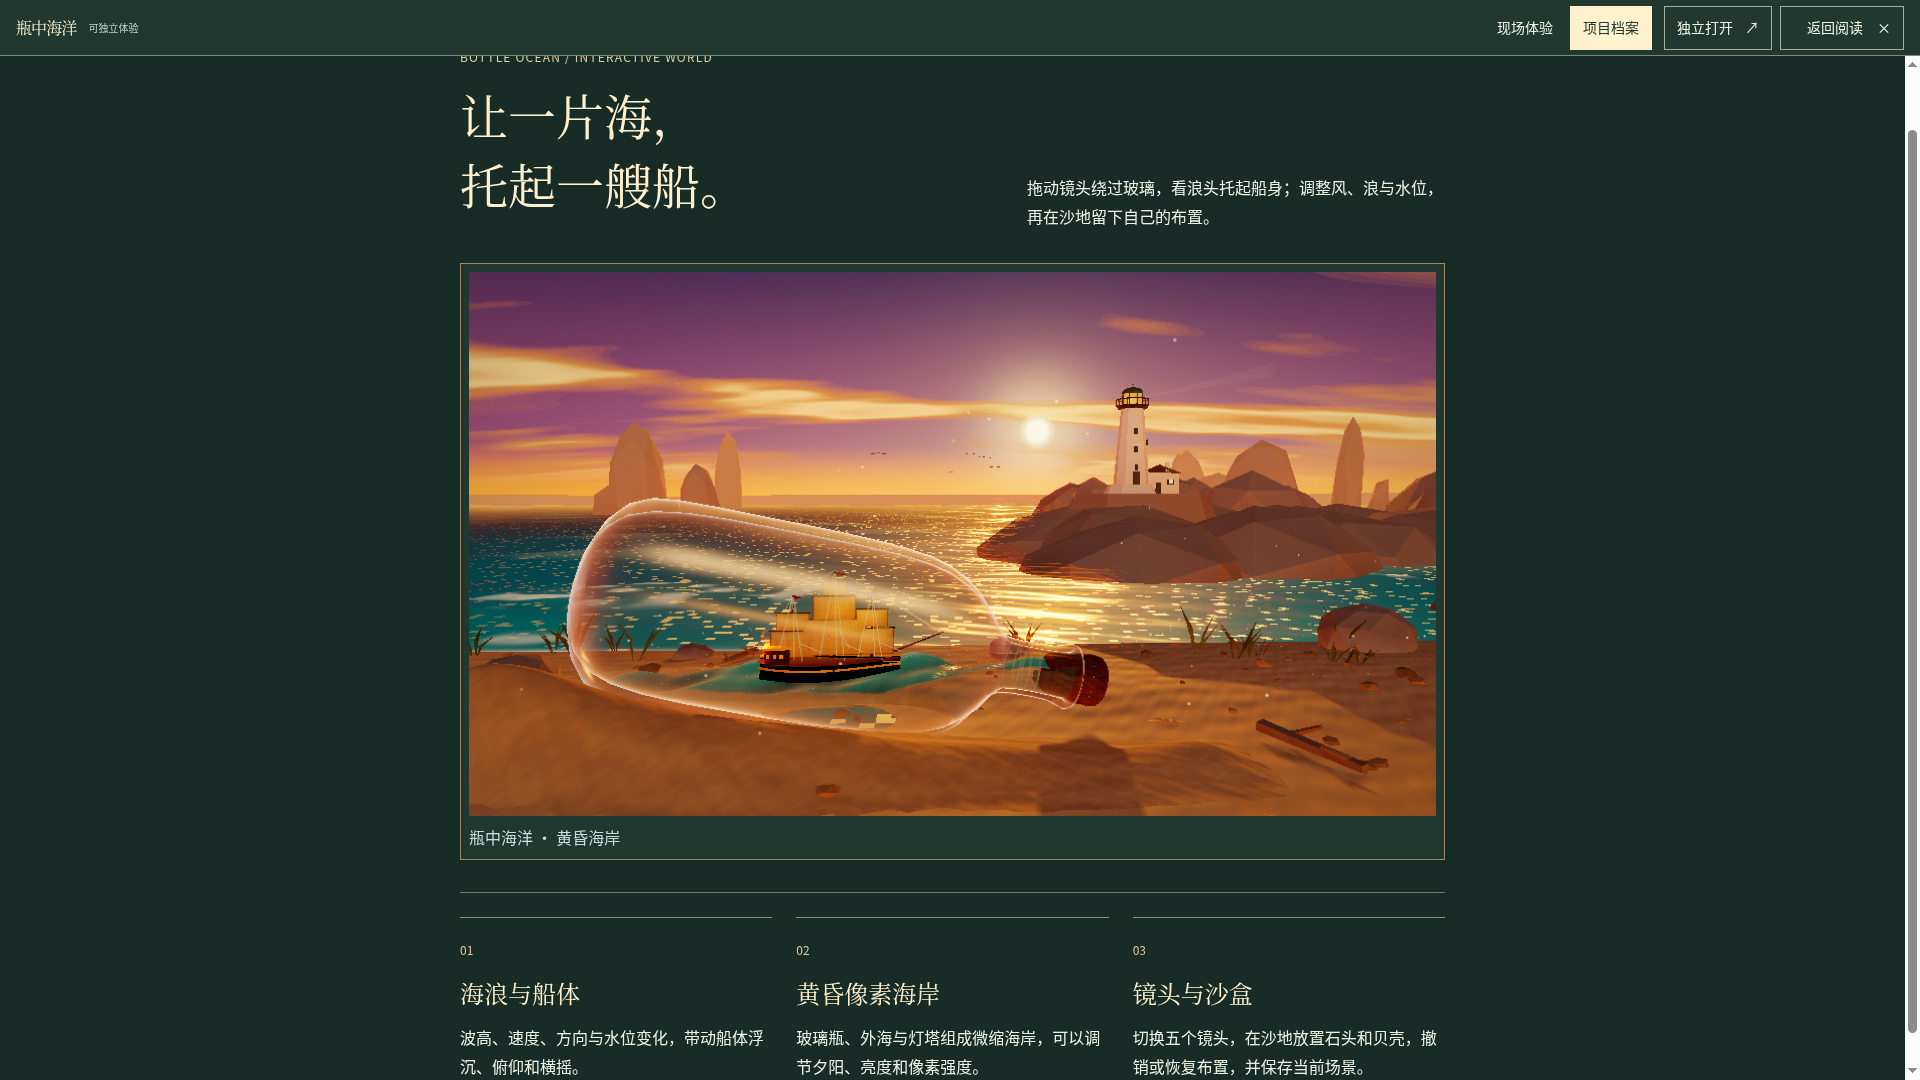 瓶中海洋
可独立体验
现场体验
项目档案
独立打开 ↗
返回阅读 ×
BOTTLE OCEAN / INTERACTIVE WORLD
让一片海，
托起一艘船。
拖动镜头绕过玻璃，看浪头托起船身；调整风、浪与水位，
再在沙地留下自己的布置。
瓶中海洋 · 黄昏海岸
01
海浪与船体
波高、速度、方向与水位变化，带动船体浮
沉、俯仰和横摇。
02
黄昏像素海岸
玻璃瓶、外海与灯塔组成微缩海岸，可以调
节夕阳、亮度和像素强度。
03
镜头与沙盒
切换五个镜头，在沙地放置石头和贝壳，撤
销或恢复布置，并保存当前场景。